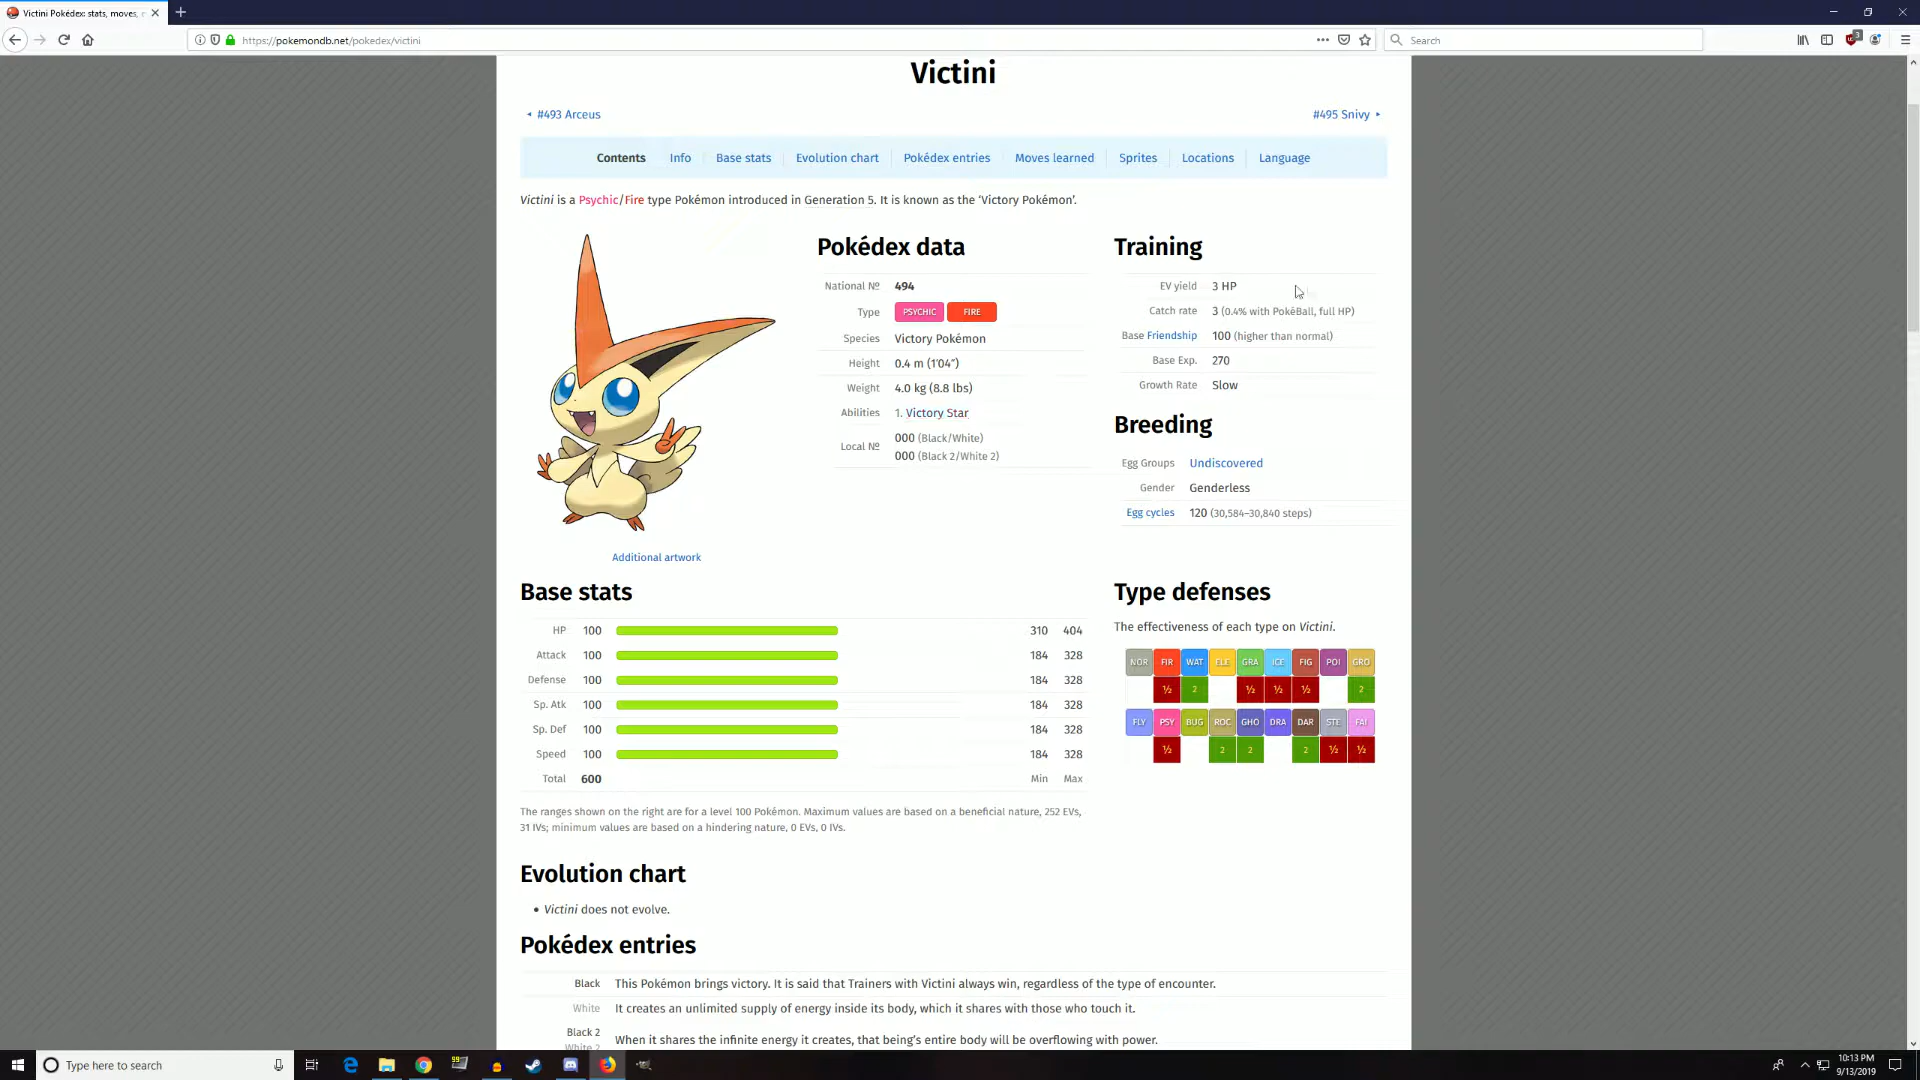 Victini Pokédex: stats, moves,
https://pokemondb.net/pokedex/victini
Search
3
Victini
#493 Arceus
#495 Snivy
Contents Info Base stats Evolution chart Pokédex entries Moves learned Sprites Locations Language
Victini is a Psychic/Fire type Pokémon introduced in Generation 5. It is known as the ‘Victory Pokémon’.
Pokédex data
National № 494
Type PSYCHIC FIRE
Species Victory Pokémon
Height 0.4 m (1′04″)
Weight 4.0 kg (8.8 lbs)
Abilities 1. Victory Star
Local № 000 (Black/White)
000 (Black 2/White 2)
Training
EV yield 3 HP
Catch rate 3 (0.4% with PokéBall, full HP)
Base Friendship 100 (higher than normal)
Base Exp. 270
Growth Rate Slow
Breeding
Egg Groups Undiscovered
Gender Genderless
Egg cycles 120 (30,584–30,840 steps)
Additional artwork
Base stats
HP 100 310 404
Attack 100 184 328
Defense 100 184 328
Sp. Atk 100 184 328
Sp. Def 100 184 328
Speed 100 184 328
Total 600 Min Max
The ranges shown on the right are for a level 100 Pokémon. Maximum values are based on a beneficial nature, 252 EVs,
31 IVs; minimum values are based on a hindering nature, 0 EVs, 0 IVs.
Type defenses
The effectiveness of each type on Victini.
NOR FIR WAT ELE GRA ICE FIG POI GRO
½ 2 ½ ½ ½ 2
FLY PSY BUG ROC GHO DRA DAR STE FAI
½ 2 2 2 ½ ½
Evolution chart
• Victini does not evolve.
Pokédex entries
Black This Pokémon brings victory. It is said that Trainers with Victini always win, regardless of the type of encounter.
White It creates an unlimited supply of energy inside its body, which it shares with those who touch it.
Black 2
White 2
When it shares the infinite energy it creates, that being's entire body will be overflowing with power.
Type here to search
10:13 PM
9/13/2019